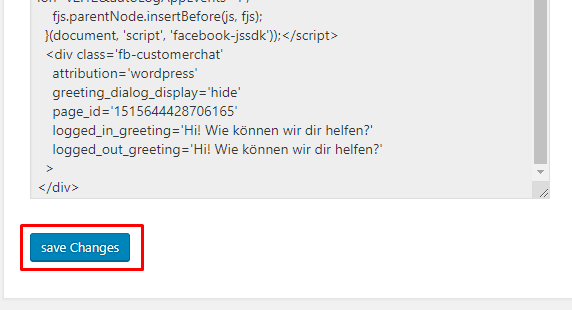 fjs.parentNode.insertBefore(js, fjs);
}(document, 'script', 'facebook-jssdk'));</script>
<div class='fb-customerchat'
attribution='wordpress'
greeting_dialog_display='hide'
page_id='1515644428706165'
logged_in_greeting='Hi! Wie können wir dir helfen?'
logged_out_greeting='Hi! Wie können wir dir helfen?'
>
</div>
save Changes